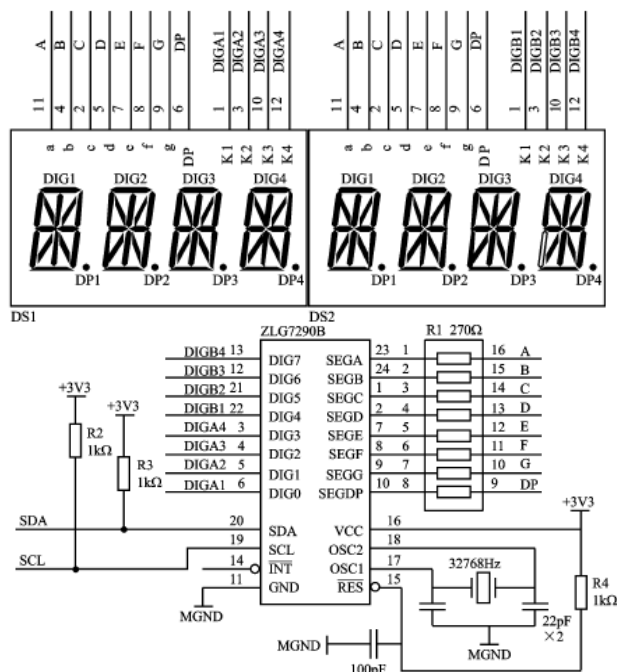 A B C D E F G DP DIGA1 DIGA2 DIGA3 DIGA4 A B C D E F G DP DIGB1 DIGB2 DIGB3 DIGB4
11 4 2 5 7 8 9 6 1 3 10 12 11 4 2 5 7 8 9 6 1 3 10 12
a b c d e f g DP K1 K2 K3 K4 a b c d e f g DP K1 K2 K3 K4
DIG1 DIG2 DIG3 DIG4 DIG1 DIG2 DIG3 DIG4
DP1 DP2 DP3 DP4 DP1 DP2 DP3 DP4
DS1 DS2
ZLG7290B R1 270Ω
DIGB4 13 DIG7 SEGA 23 1 16 A
DIGB3 12 DIG6 SEGB 24 2 15 B
DIGB2 21 DIG5 SEGC 1 3 14 C
DIGB1 22 DIG4 SEGD 2 4 13 D
DIGA4 3 DIG3 SEGE 7 5 12 E
DIGA3 4 DIG2 SEGF 8 6 11 F
DIGA2 5 DIG1 SEGG 9 7 10 G
DIGA1 6 DIG0 SEGDP 10 8 9 DP
+3V3
+3V3
R2
1kΩ
R3
1kΩ
+3V3
SDA 20 SDA VCC 16
SCL 19 SCL OSC2 18
14 INT OSC1 17 32768Hz
11 GND RES 15
R4
1kΩ
MGND
22pF
×2
MGND
MGND
100nF